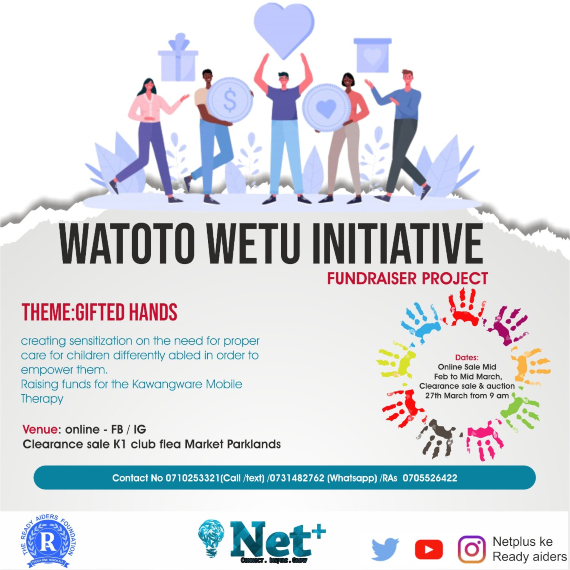 WATOTO WETU INITIATIVE
FUNDRAISER PROJECT
THEME:GIFTED HANDS
creating sensitization on the need for proper
care for children differently abled in order to
empower them.
Raising funds for the Kawangware Mobile
Therapy
Dates:
Online Sale Mid
Feb to Mid March,
Clearance sale & auction
27th March from 9 am
Venue: online - FB / IG
Clearance sale K1 club flea Market Parklands
Contact No 0710253321(Call /text) /0731482762 (Whatsapp) /RAs 0705526422
THE READY AIDERS FOUNDATION
R
Net+
Netplus ke
Ready aiders